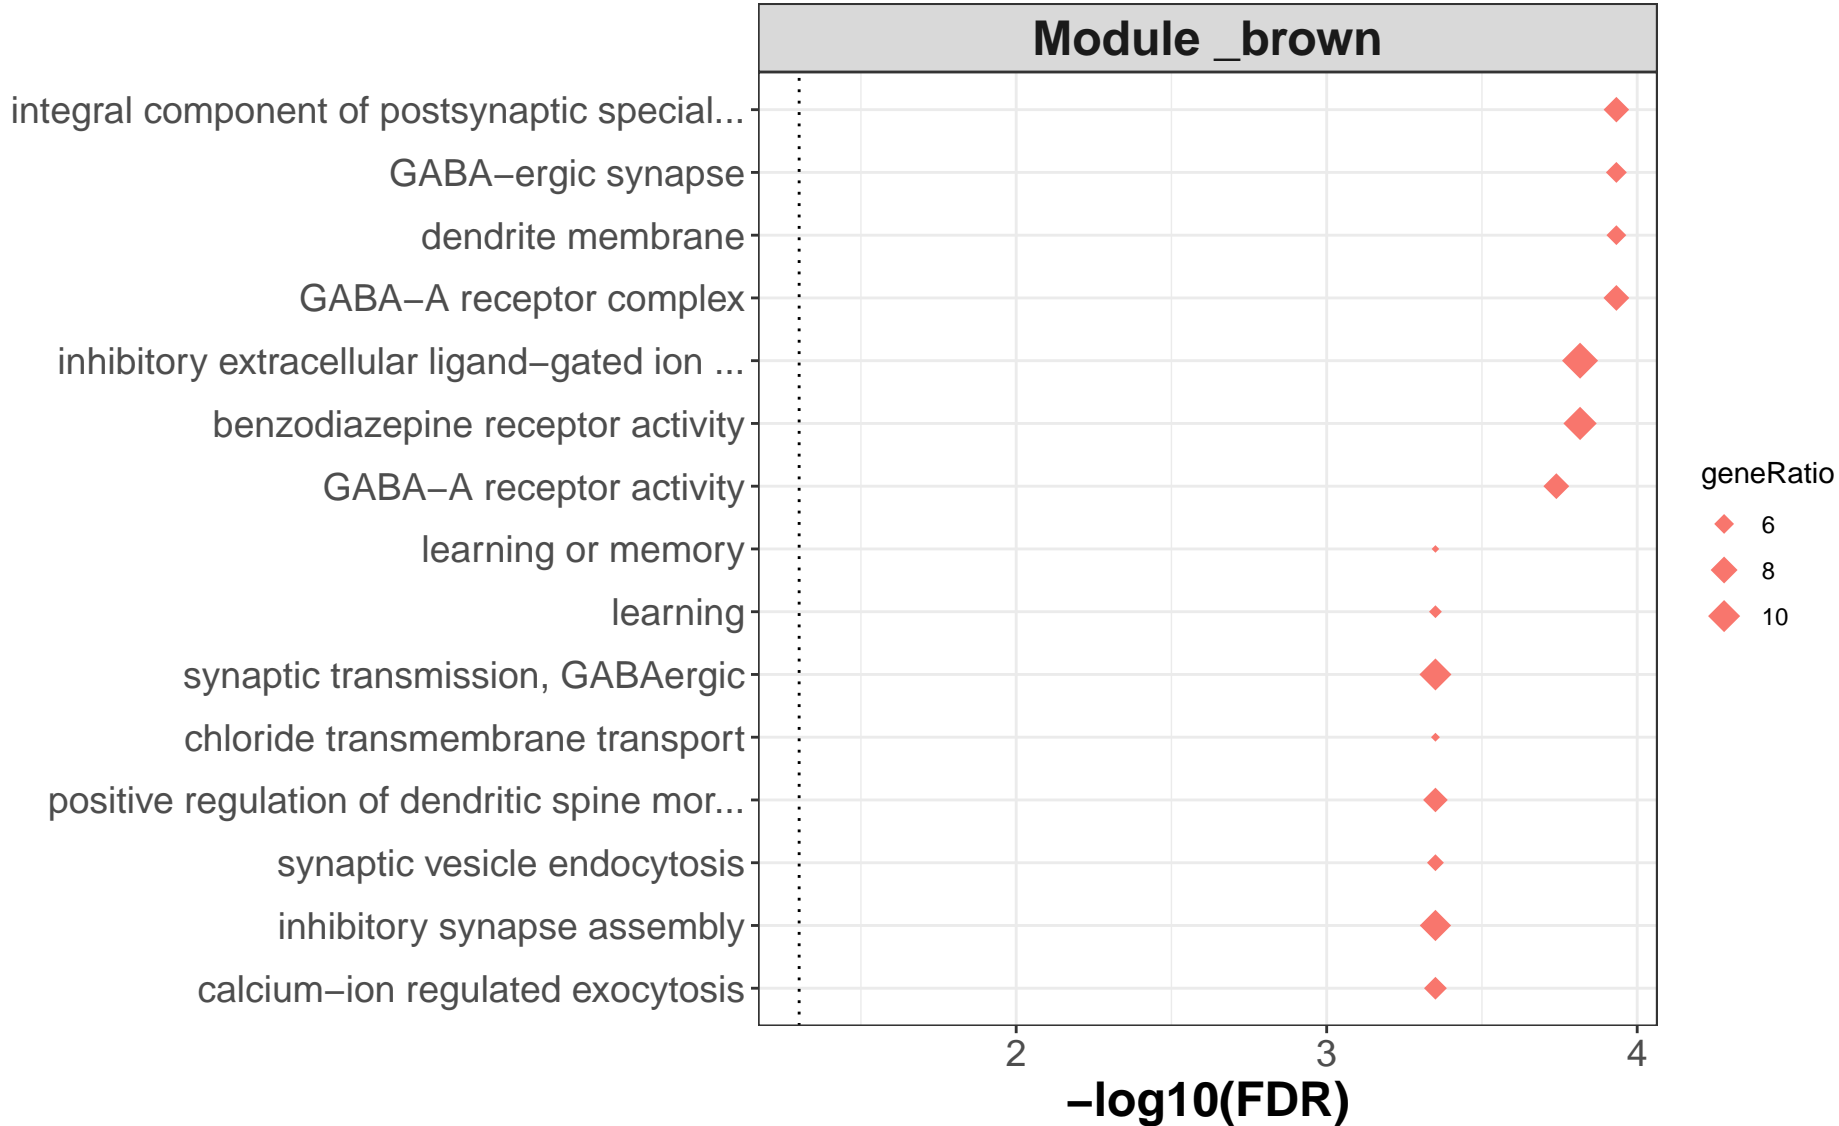 Module _brown
integral component of postsynaptic special...
GABA−ergic synapse
dendrite membrane
GABA−A receptor complex
inhibitory extracellular ligand−gated ion ...
benzodiazepine receptor activity
GABA−A receptor activity
learning or memory
learning
synaptic transmission, GABAergic
chloride transmembrane transport
positive regulation of dendritic spine mor...
synaptic vesicle endocytosis
inhibitory synapse assembly
calcium−ion regulated exocytosis
2 3 4
−log10(FDR)
geneRatio
6
8
10